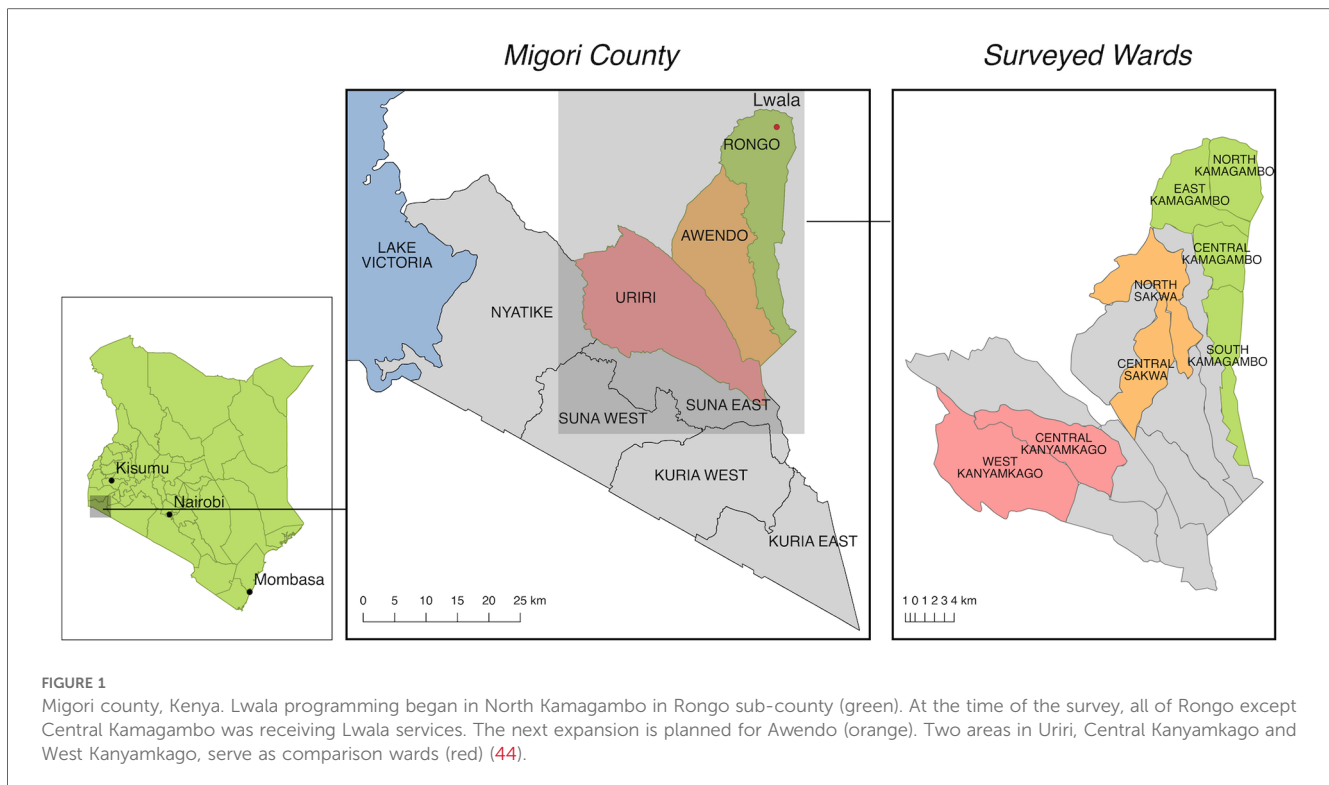 Migori County
Surveyed Wards
Kisumu
Nairobi
Mombasa
Lwala
RONGO
AWENDO
LAKE
VICTORIA
URIRI
NYATIKE
SUNA EAST
SUNA WEST
KURIA WEST
KURIA EAST
0 5 10 15 20 25 km
NORTH
KAMAGAMBO
EAST
KAMAGAMBO
CENTRAL
KAMAGAMBO
NORTH
SAKWA
SOUTH
KAMAGAMBO
CENTRAL
SAKWA
CENTRAL
KANYAMKAGO
WEST
KANYAMKAGO
1 0 1 2 3 4 km
FIGURE 1
Migori county, Kenya. Lwala programming began in North Kamagambo in Rongo sub-county (green). At the time of the survey, all of Rongo except
Central Kamagambo was receiving Lwala services. The next expansion is planned for Awendo (orange). Two areas in Uriri, Central Kanyamkago and
West Kanyamkago, serve as comparison wards (red) (44).